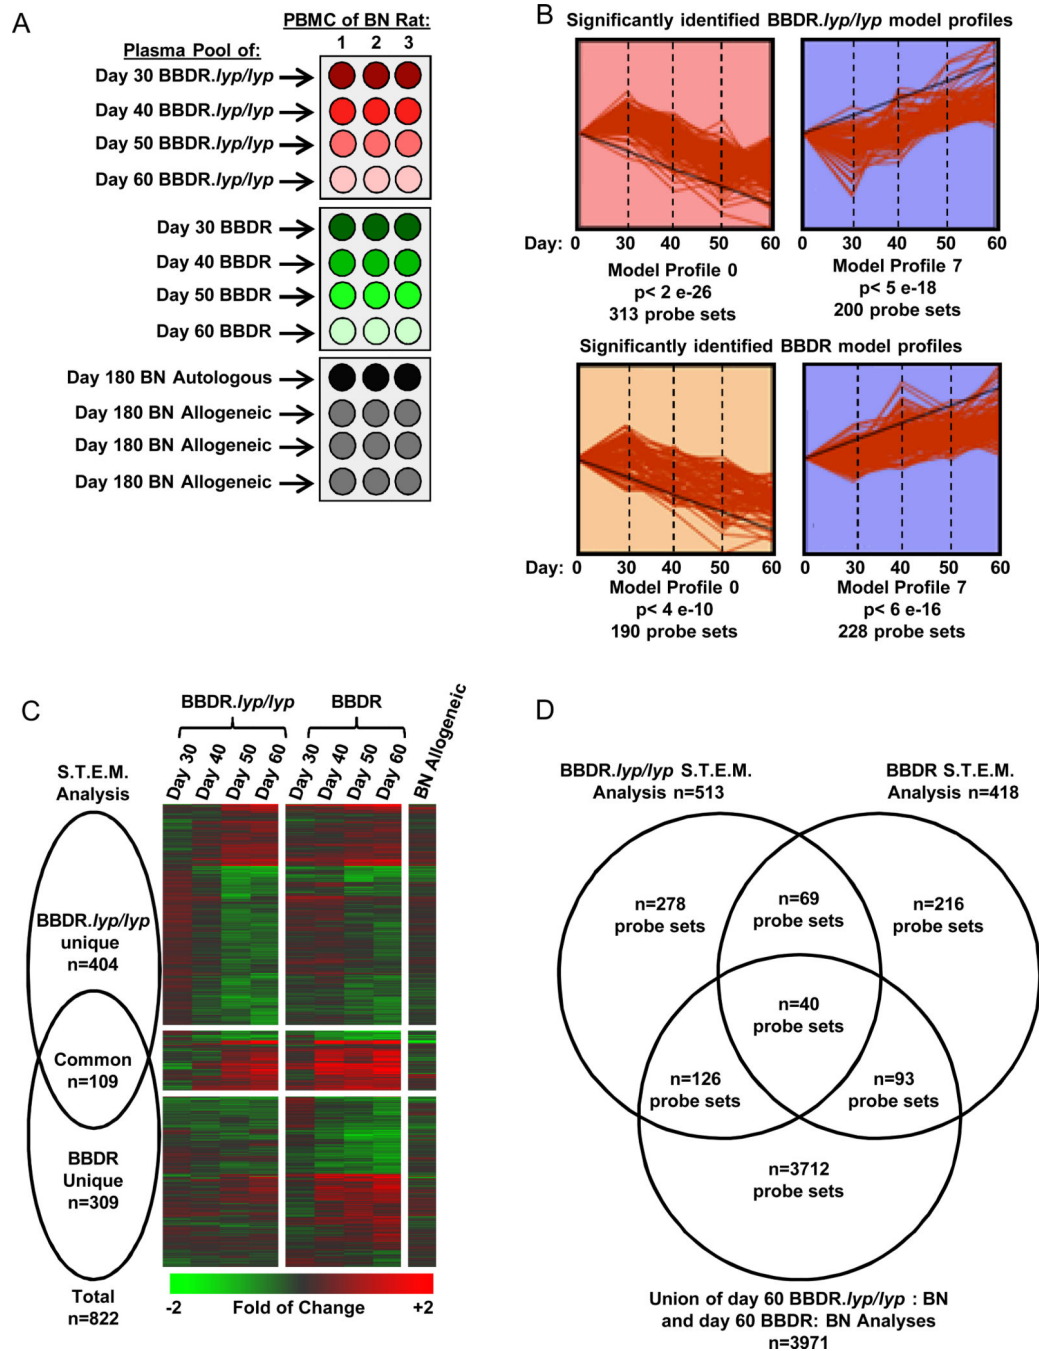 A
PBMC of BN Rat:
Plasma Pool of:
1 2 3
Day 30 BBDR.lyp/lyp
Day 40 BBDR.lyp/lyp
Day 50 BBDR.lyp/lyp
Day 60 BBDR.lyp/lyp
Day 30 BBDR
Day 40 BBDR
Day 50 BBDR
Day 60 BBDR
Day 180 BN Autologous
Day 180 BN Allogeneic
Day 180 BN Allogeneic
Day 180 BN Allogeneic
B
Significantly identified BBDR.lyp/lyp model profiles
Day: 0 30 40 50 60
0 30 40 50 60
Model Profile 0
p< 2 e-26
313 probe sets
Model Profile 7
p< 5 e-18
200 probe sets
Significantly identified BBDR model profiles
Day: 0 30 40 50 60
0 30 40 50 60
Model Profile 0
p< 4 e-10
190 probe sets
Model Profile 7
p< 6 e-16
228 probe sets
C
S.T.E.M.
Analysis
BBDR.lyp/lyp
BBDR
Day 30
Day 40
Day 50
Day 60
Day 30
Day 40
Day 50
Day 60
BN Allogeneic
BBDR.lyp/lyp
unique
n=404
Common
n=109
BBDR
Unique
n=309
Total
n=822
-2 Fold of Change +2
D
BBDR.lyp/lyp S.T.E.M.
Analysis n=513
BBDR S.T.E.M.
Analysis n=418
n=278
probe sets
n=69
probe sets
n=216
probe sets
n=40
probe sets
n=126
probe sets
n=93
probe sets
n=3712
probe sets
Union of day 60 BBDR.lyp/lyp : BN
and day 60 BBDR: BN Analyses
n=3971